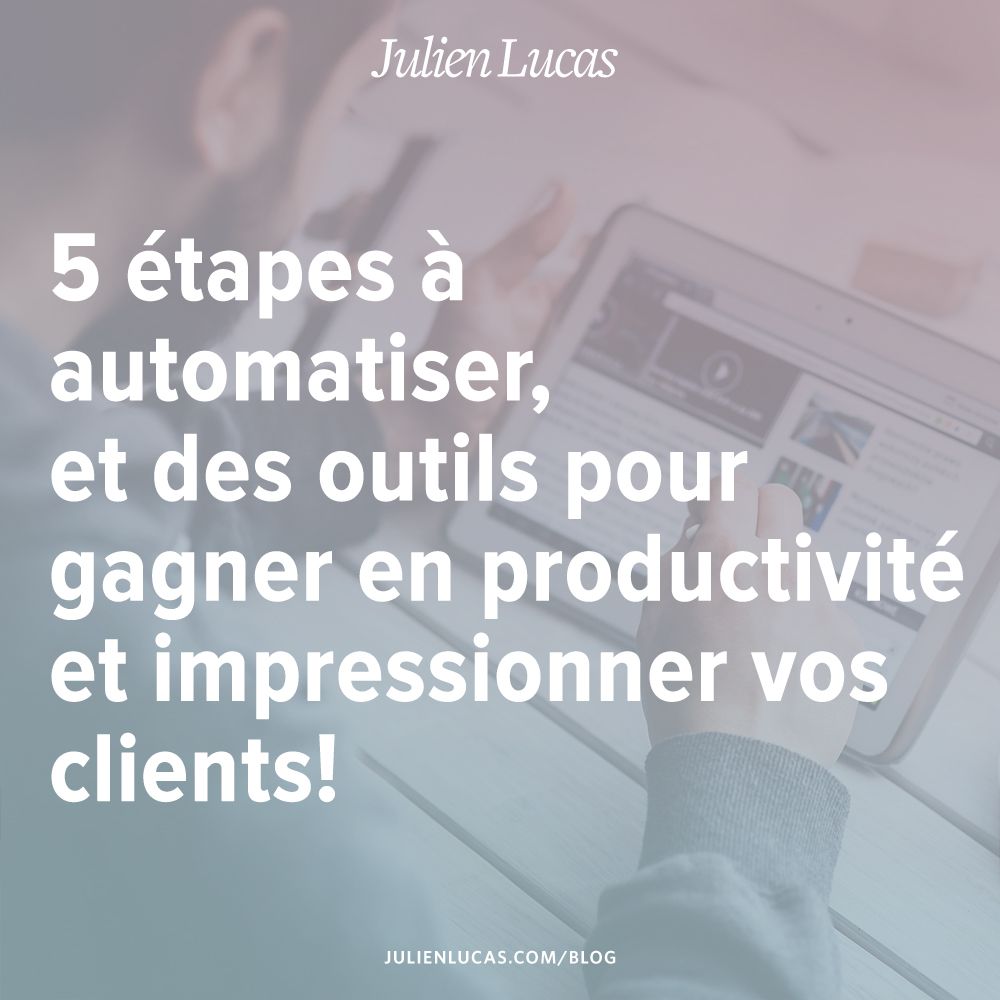 Julien Lucas
5 étapes à
automatiser,
et des outils pour
gagner en productivité
et impressionner vos
clients!
JULIENLUCAS.COM/BLOG